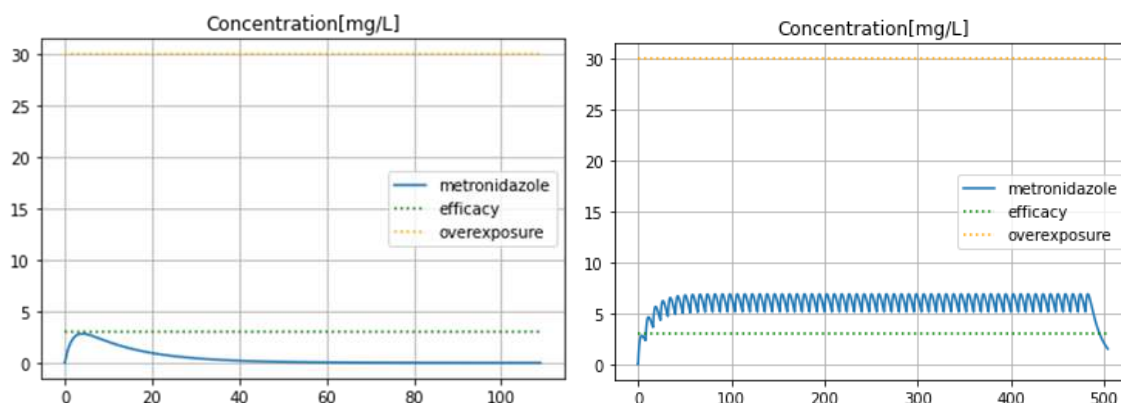 Concentration[mg/L]
30
25
20
15
10
5
0
metronidazole
efficacy
overexposure
0 20 40 60 80 100
Concentration[mg/L]
30
25
20
15
10
5
0
metronidazole
efficacy
overexposure
0 100 200 300 400 500